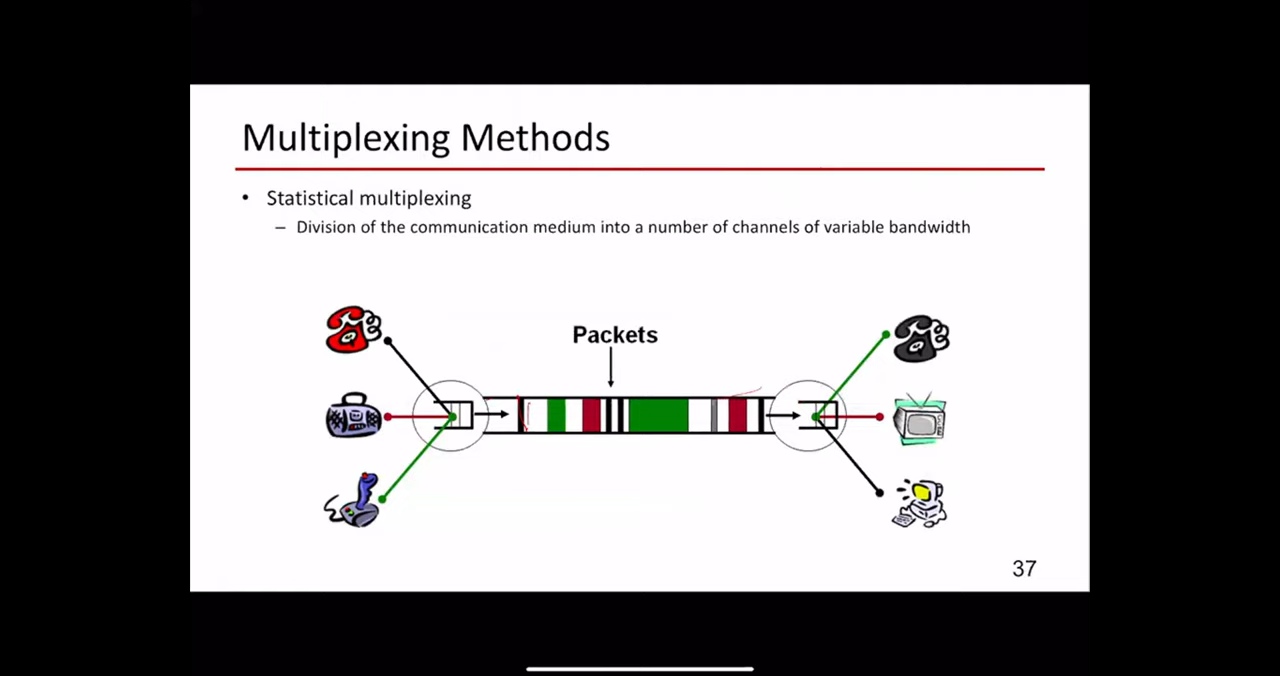 Multiplexing Methods
• Statistical multiplexing
– Division of the communication medium into a number of channels of variable bandwidth
Packets
37